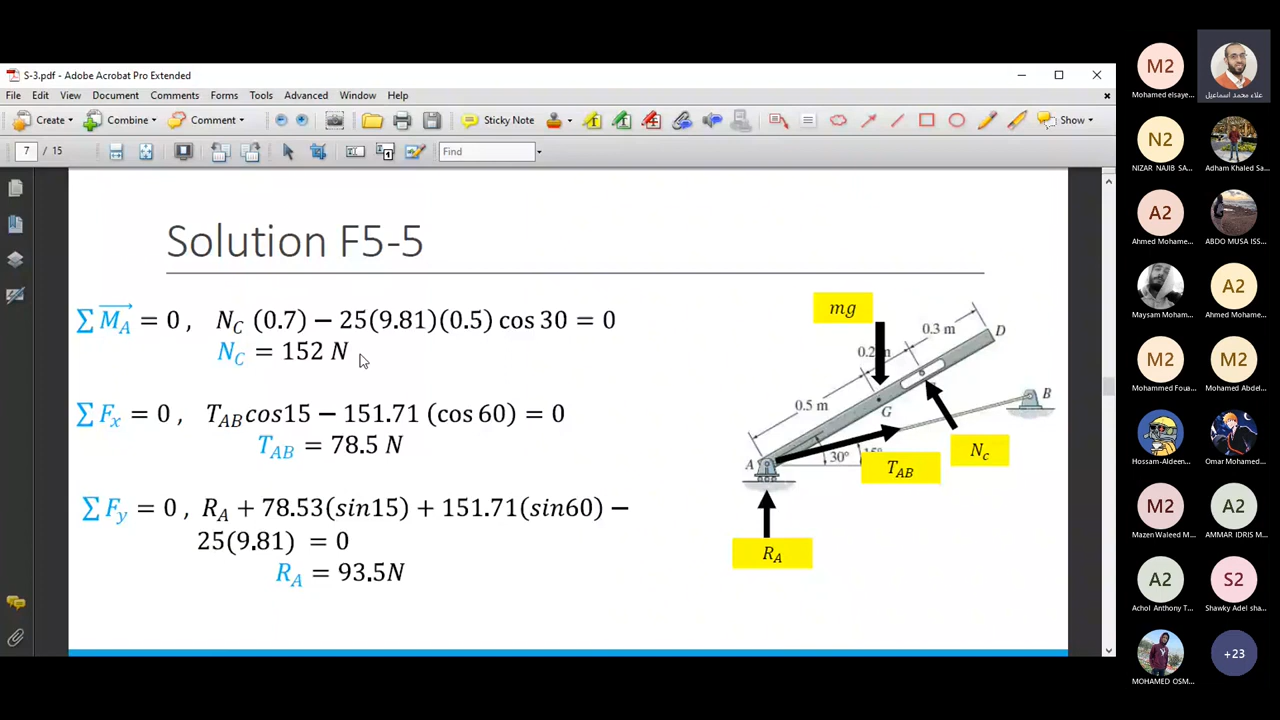 S-3.pdf - Adobe Acrobat Pro Extended
File Edit View Document Comments Forms Tools Advanced Window Help
Create Combine Comment Sticky Note Show
7 / 15 Find
Solution F5-5
∑ M_A = 0 , N_C (0.7) − 25(9.81)(0.5) cos 30 = 0
N_C = 152 N
∑ F_x = 0 , T_AB cos15 − 151.71 (cos 60) = 0
T_AB = 78.5 N
∑ F_y = 0 , R_A + 78.53(sin15) + 151.71(sin60) −
25(9.81) = 0
R_A = 93.5N
mg
0.3 m
D
0.5 m
G
B
A
30°
T_AB
N_c
R_A
M2
Mohamed elsaye...
علاء محمد اسماعيل
N2
NIZAR NAJIB SA...
Adham Khaled Sa...
A2
Ahmed Mohame...
ABDO MUSA ISS...
Maysam Moham...
A2
Ahmed Mohame...
M2
Mohammed Foua...
M2
Mohamed Abdel...
Hossam-Aldeen...
Omar Mohamed...
M2
Mazen Waleed M...
A2
AMMAR IDRIS M...
A2
Achol Anthony T...
S2
Shawky Adel sha...
MOHAMED OSM...
+23